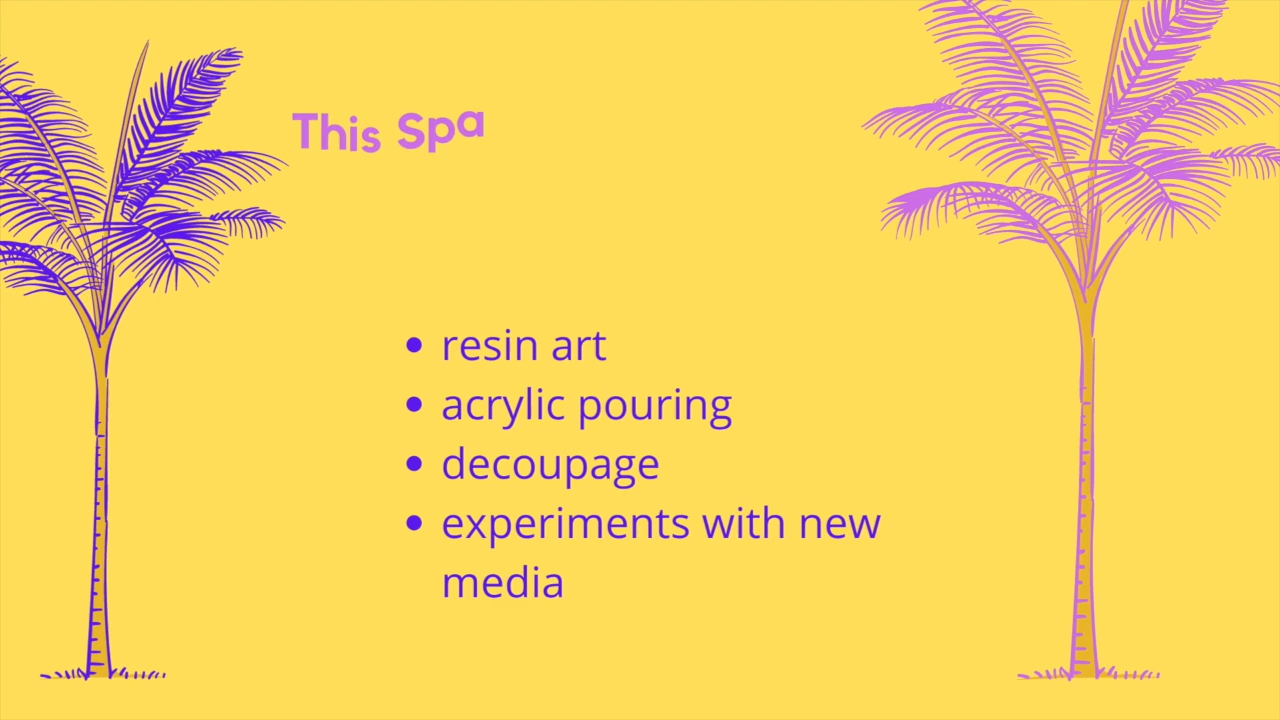 This Spa
• resin art
• acrylic pouring
• decoupage
• experiments with new
media